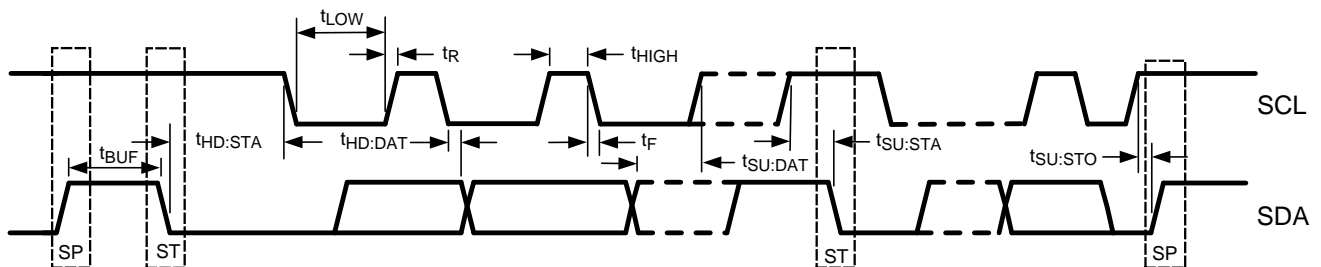 tLOW
tR
tHIGH
SCL
tHD:STA
tHD:DAT
tF
tSU:STA
tBUF
tSU:DAT
tSU:STO
SDA
SP
ST
ST
SP